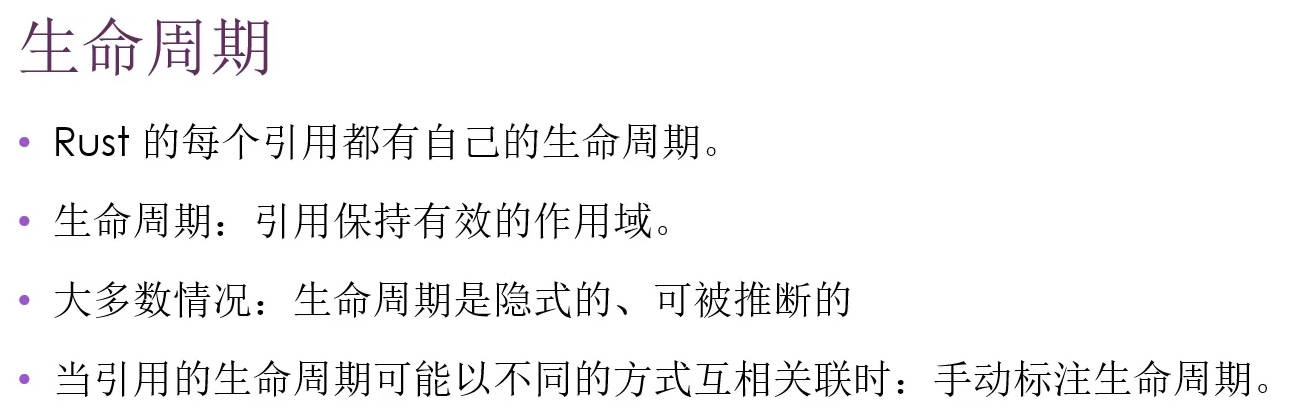 生命周期
• Rust 的每个引用都有自己的生命周期。
• 生命周期：引用保持有效的作用域。
• 大多数情况：生命周期是隐式的、可被推断的
• 当引用的生命周期可能以不同的方式互相关联时：手动标注生命周期。